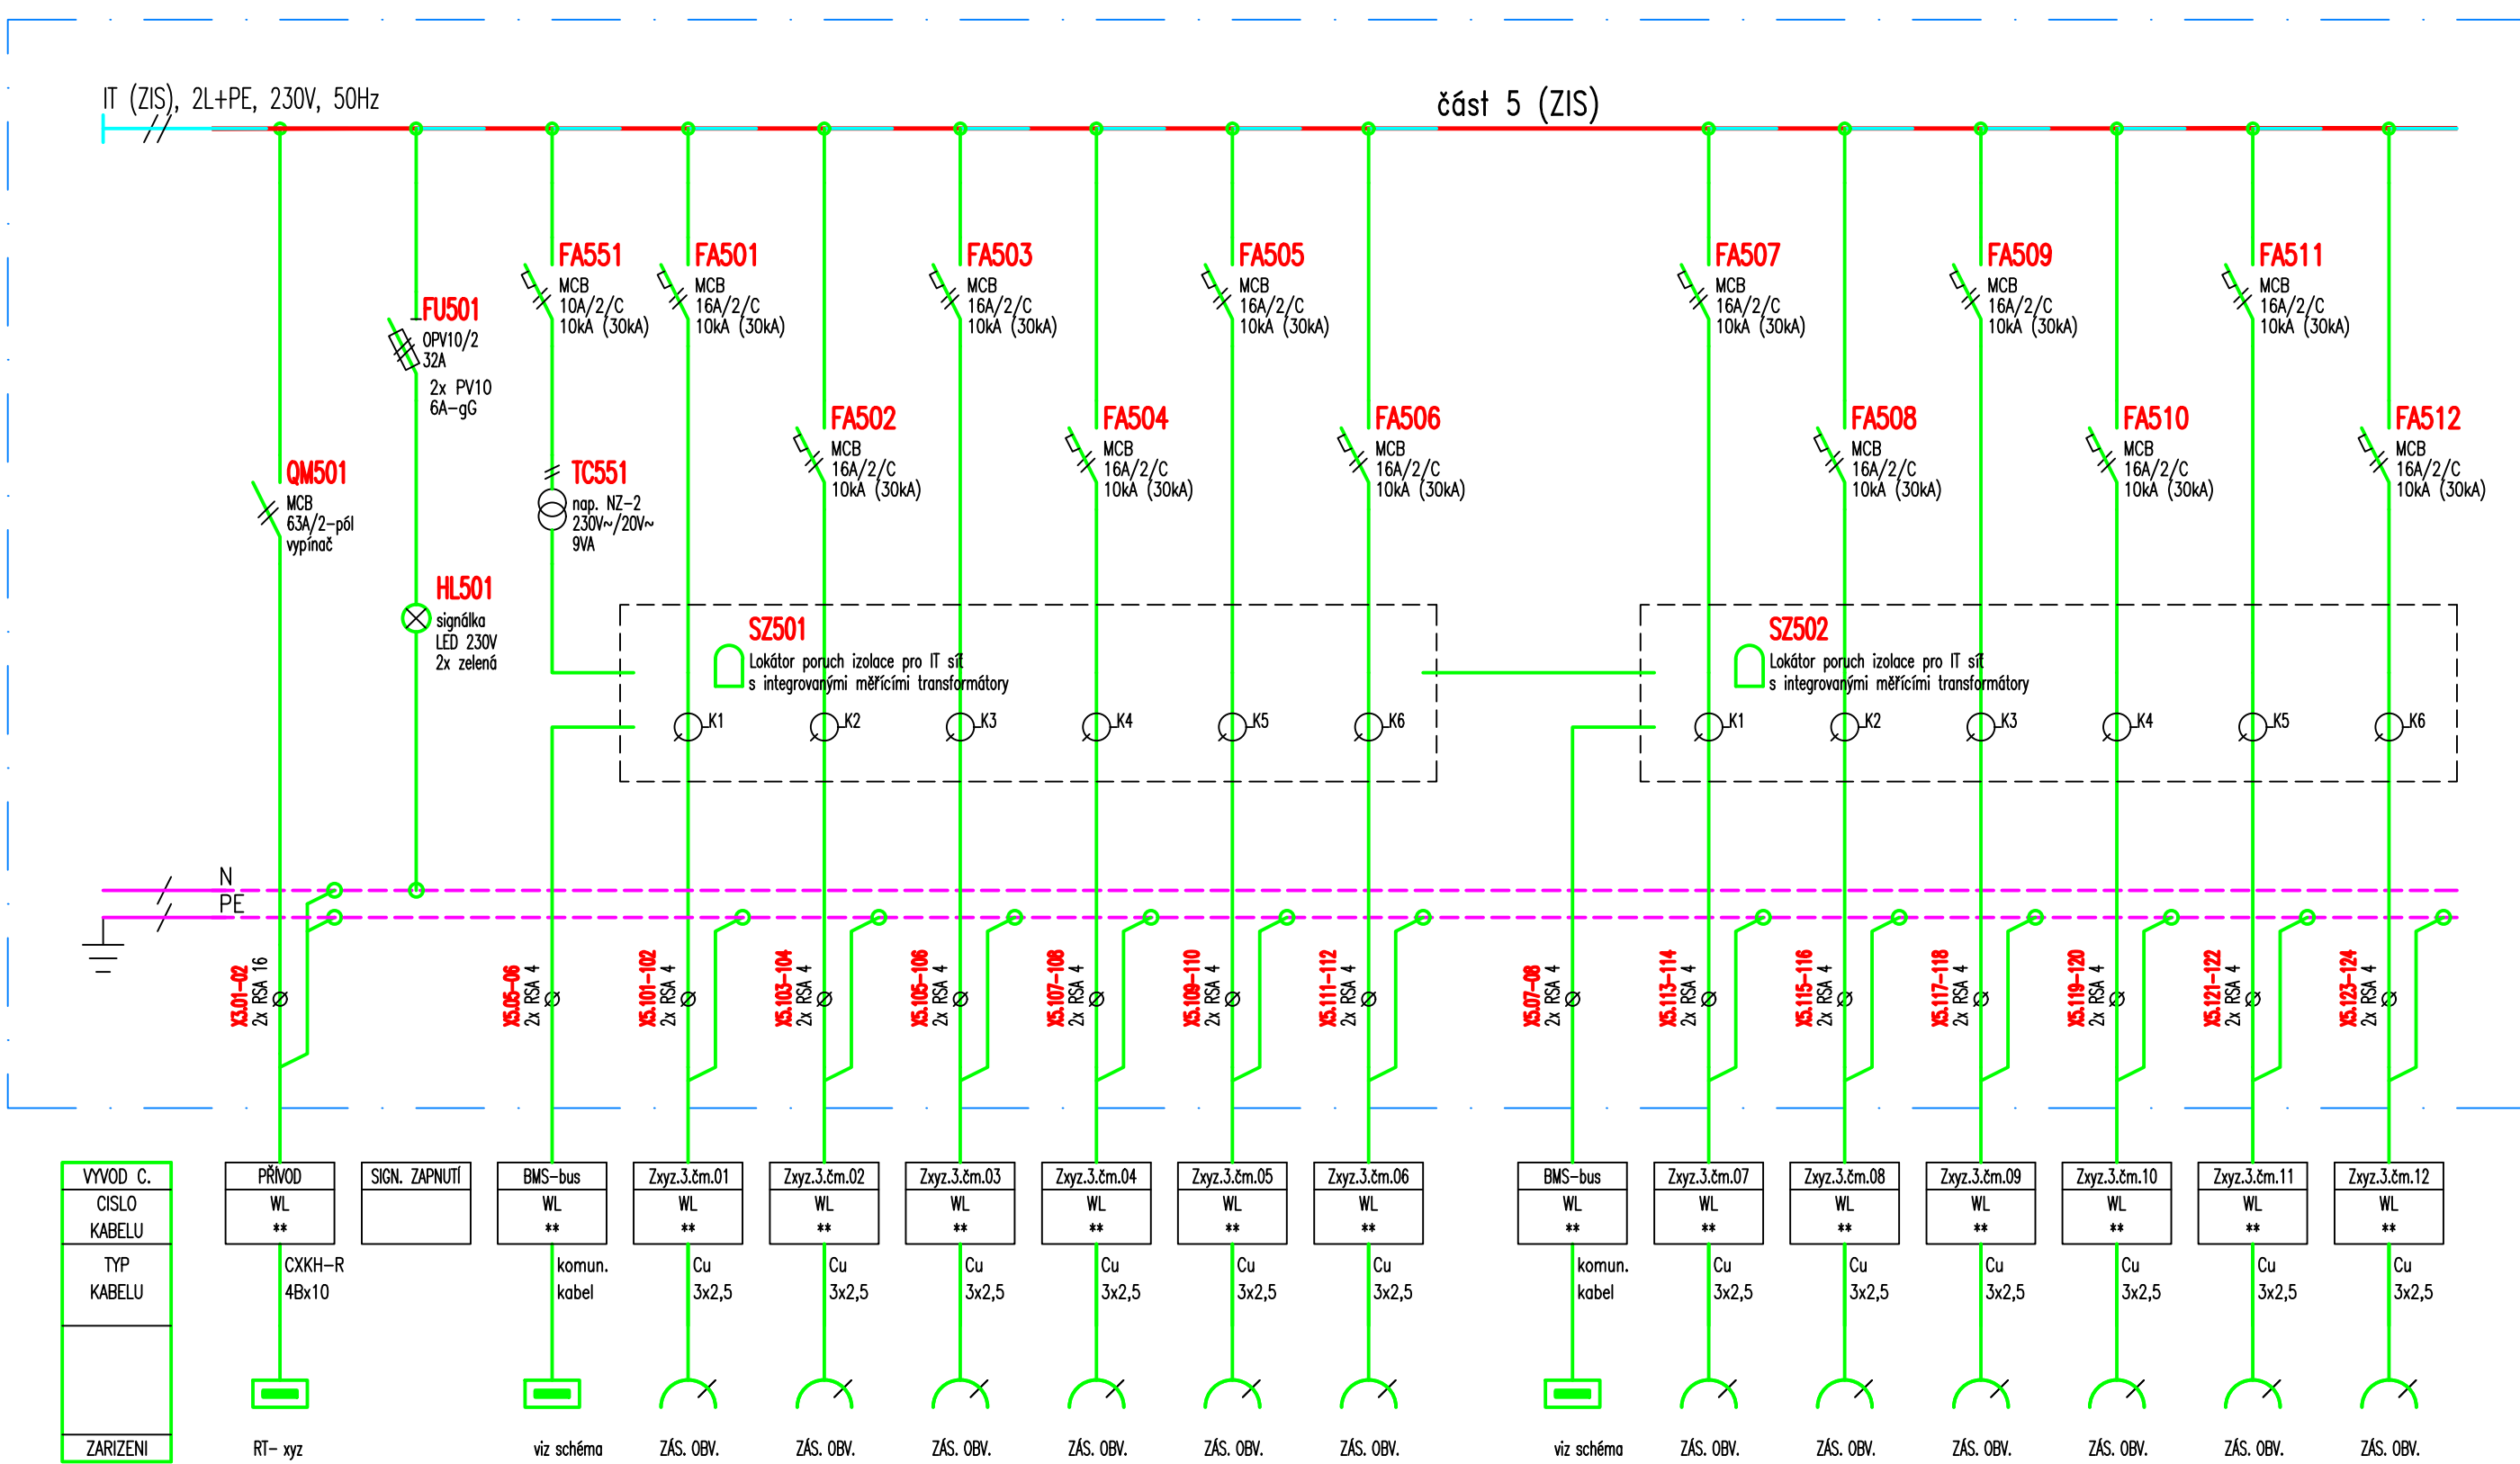 IT (ZIS), 2L+PE, 230V, 50Hz
část 5 (ZIS)
FA551
MCB
10A/2/C
10kA (30kA)
FA501
MCB
16A/2/C
10kA (30kA)
FA503
MCB
16A/2/C
10kA (30kA)
FA505
MCB
16A/2/C
10kA (30kA)
FA507
MCB
16A/2/C
10kA (30kA)
FA509
MCB
16A/2/C
10kA (30kA)
FA511
MCB
16A/2/C
10kA (30kA)
FU501
OPV10/2
32A
2x PV10
6A-gG
FA502
MCB
16A/2/C
10kA (30kA)
FA504
MCB
16A/2/C
10kA (30kA)
FA506
MCB
16A/2/C
10kA (30kA)
FA508
MCB
16A/2/C
10kA (30kA)
FA510
MCB
16A/2/C
10kA (30kA)
FA512
MCB
16A/2/C
10kA (30kA)
QM501
MCB
63A/2-pól
vypínač
TC551
nap. NZ-2
230V~/20V~
9VA
HL501
signálka
LED 230V
2x zelená
SZ501
Lokátor poruch izolace pro IT síť
s integrovanými měřícími transformátory
K1 K2 K3 K4 K5 K6
SZ502
Lokátor poruch izolace pro IT síť
s integrovanými měřícími transformátory
K1 K2 K3 K4 K5 K6
N
PE
X3.01-02
2x RSA 16
X5.05-06
2x RSA 4
X5.101-102
2x RSA 4
X5.103-104
2x RSA 4
X5.105-106
2x RSA 4
X5.107-108
2x RSA 4
X5.109-110
2x RSA 4
X5.111-112
2x RSA 4
X5.07-08
2x RSA 4
X5.113-114
2x RSA 4
X5.115-116
2x RSA 4
X5.117-118
2x RSA 4
X5.119-120
2x RSA 4
X5.121-122
2x RSA 4
X5.123-124
2x RSA 4
VYVOD C. PŘÍVOD SIGN. ZAPNUTÍ BMS-bus Zxyz.3.čm.01 Zxyz.3.čm.02 Zxyz.3.čm.03 Zxyz.3.čm.04 Zxyz.3.čm.05 Zxyz.3.čm.06 BMS-bus Zxyz.3.čm.07 Zxyz.3.čm.08 Zxyz.3.čm.09 Zxyz.3.čm.10 Zxyz.3.čm.11 Zxyz.3.čm.12
CISLO WL WL WL WL WL WL WL WL WL WL WL WL WL WL WL
KABELU ** ** ** ** ** ** ** ** ** ** ** ** ** ** **
TYP CXKH-R komun. Cu Cu Cu Cu Cu Cu komun. Cu Cu Cu Cu Cu Cu
KABELU 4Bx10 kabel 3x2,5 3x2,5 3x2,5 3x2,5 3x2,5 3x2,5 kabel 3x2,5 3x2,5 3x2,5 3x2,5 3x2,5 3x2,5
ZARIZENI RT- xyz viz schéma ZÁS. OBV. ZÁS. OBV. ZÁS. OBV. ZÁS. OBV. ZÁS. OBV. ZÁS. OBV. viz schéma ZÁS. OBV. ZÁS. OBV. ZÁS. OBV. ZÁS. OBV. ZÁS. OBV. ZÁS. OBV.